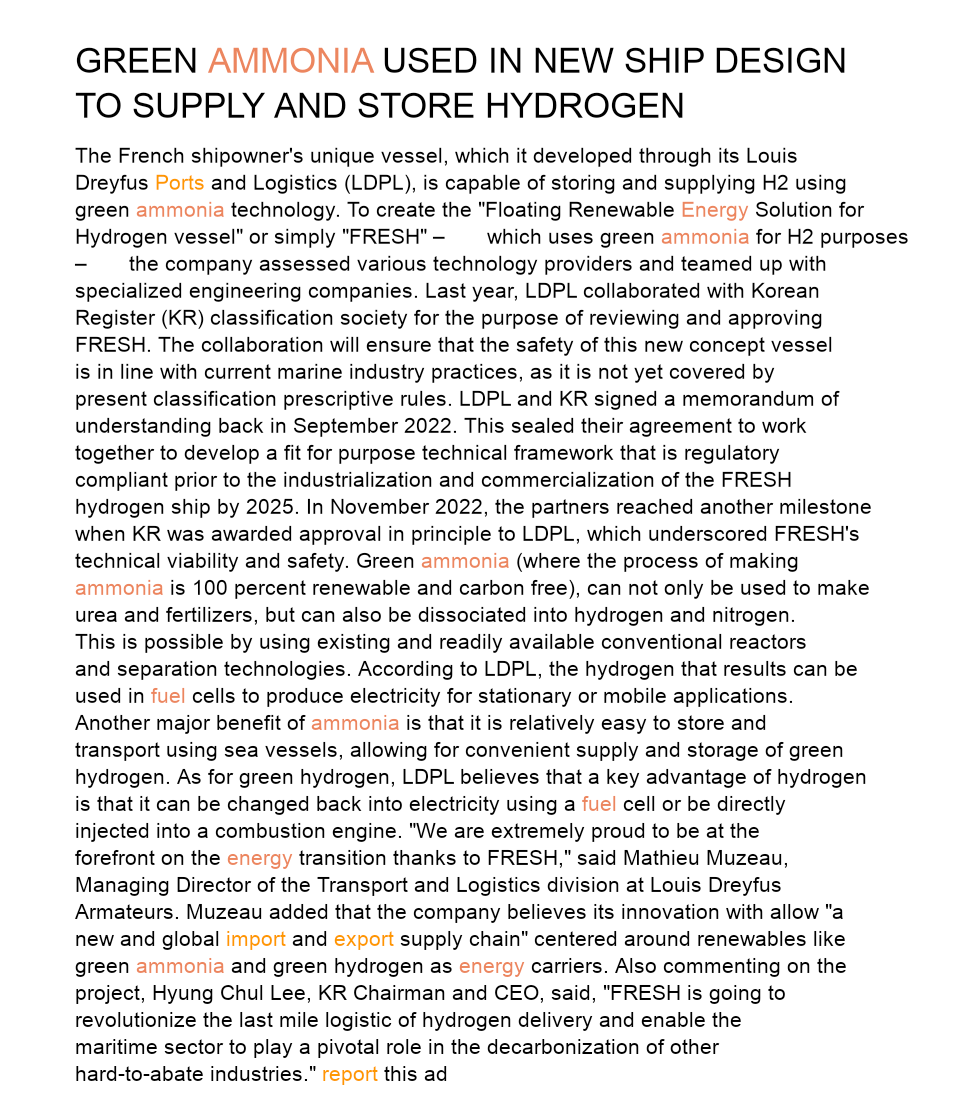 GREEN AMMONIA USED IN NEW SHIP DESIGN
TO SUPPLY AND STORE HYDROGEN
The French shipowner's unique vessel, which it developed through its Louis
Dreyfus Ports and Logistics (LDPL), is capable of storing and supplying H2 using
green ammonia technology. To create the "Floating Renewable Energy Solution for
Hydrogen vessel" or simply "FRESH" – which uses green ammonia for H2 purposes
– the company assessed various technology providers and teamed up with
specialized engineering companies. Last year, LDPL collaborated with Korean
Register (KR) classification society for the purpose of reviewing and approving
FRESH. The collaboration will ensure that the safety of this new concept vessel
is in line with current marine industry practices, as it is not yet covered by
present classification prescriptive rules. LDPL and KR signed a memorandum of
understanding back in September 2022. This sealed their agreement to work
together to develop a fit for purpose technical framework that is regulatory
compliant prior to the industrialization and commercialization of the FRESH
hydrogen ship by 2025. In November 2022, the partners reached another milestone
when KR was awarded approval in principle to LDPL, which underscored FRESH's
technical viability and safety. Green ammonia (where the process of making
ammonia is 100 percent renewable and carbon free), can not only be used to make
urea and fertilizers, but can also be dissociated into hydrogen and nitrogen.
This is possible by using existing and readily available conventional reactors
and separation technologies. According to LDPL, the hydrogen that results can be
used in fuel cells to produce electricity for stationary or mobile applications.
Another major benefit of ammonia is that it is relatively easy to store and
transport using sea vessels, allowing for convenient supply and storage of green
hydrogen. As for green hydrogen, LDPL believes that a key advantage of hydrogen
is that it can be changed back into electricity using a fuel cell or be directly
injected into a combustion engine. "We are extremely proud to be at the
forefront on the energy transition thanks to FRESH," said Mathieu Muzeau,
Managing Director of the Transport and Logistics division at Louis Dreyfus
Armateurs. Muzeau added that the company believes its innovation with allow "a
new and global import and export supply chain" centered around renewables like
green ammonia and green hydrogen as energy carriers. Also commenting on the
project, Hyung Chul Lee, KR Chairman and CEO, said, "FRESH is going to
revolutionize the last mile logistic of hydrogen delivery and enable the
maritime sector to play a pivotal role in the decarbonization of other
hard-to-abate industries." report this ad